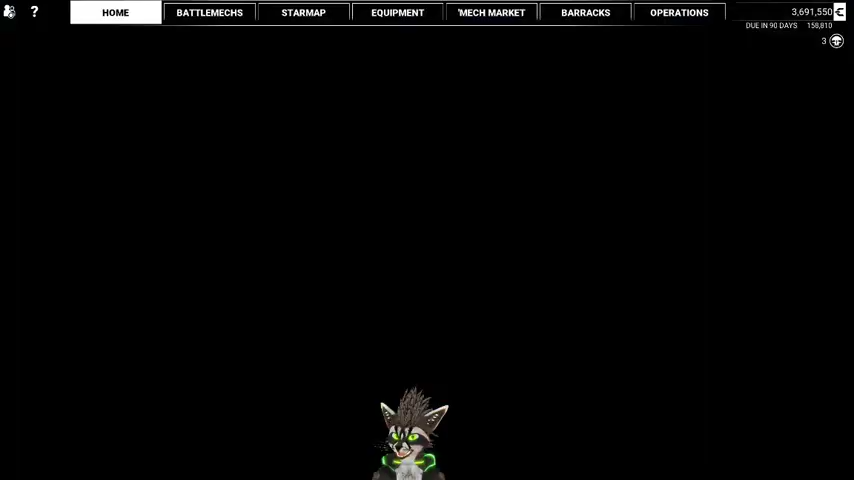 ? HOME BATTLEMECHS STARMAP EQUIPMENT 'MECH MARKET BARRACKS OPERATIONS 3,691,550
DUE IN 90 DAYS 158,810
3